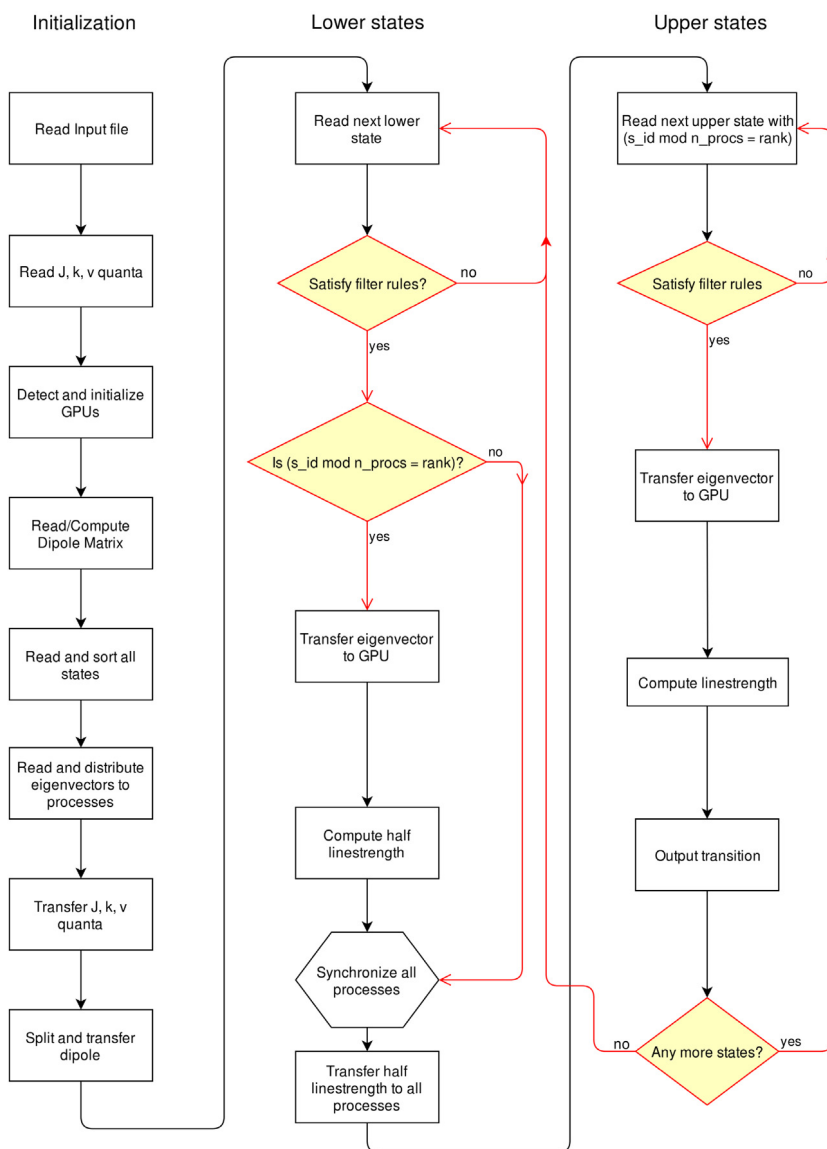 Initialization
Read Input file
Read J, k, v quanta
Detect and initialize
GPUs
Read/Compute
Dipole Matrix
Read and sort all
states
Read and distribute
eigenvectors to
processes
Transfer J, k, v
quanta
Split and transfer
dipole
Lower states
Read next lower
state
Satisfy filter rules?
no
yes
Is (s_id mod n_procs = rank)?
no
yes
Transfer eigenvector
to GPU
Compute half
linestrength
Synchronize all
processes
Transfer half
linestrength to all
processes
Upper states
Read next upper state with
(s_id mod n_procs = rank)
Satisfy filter rules
no
yes
Transfer eigenvector
to GPU
Compute linestrength
Output transition
Any more states?
no
yes